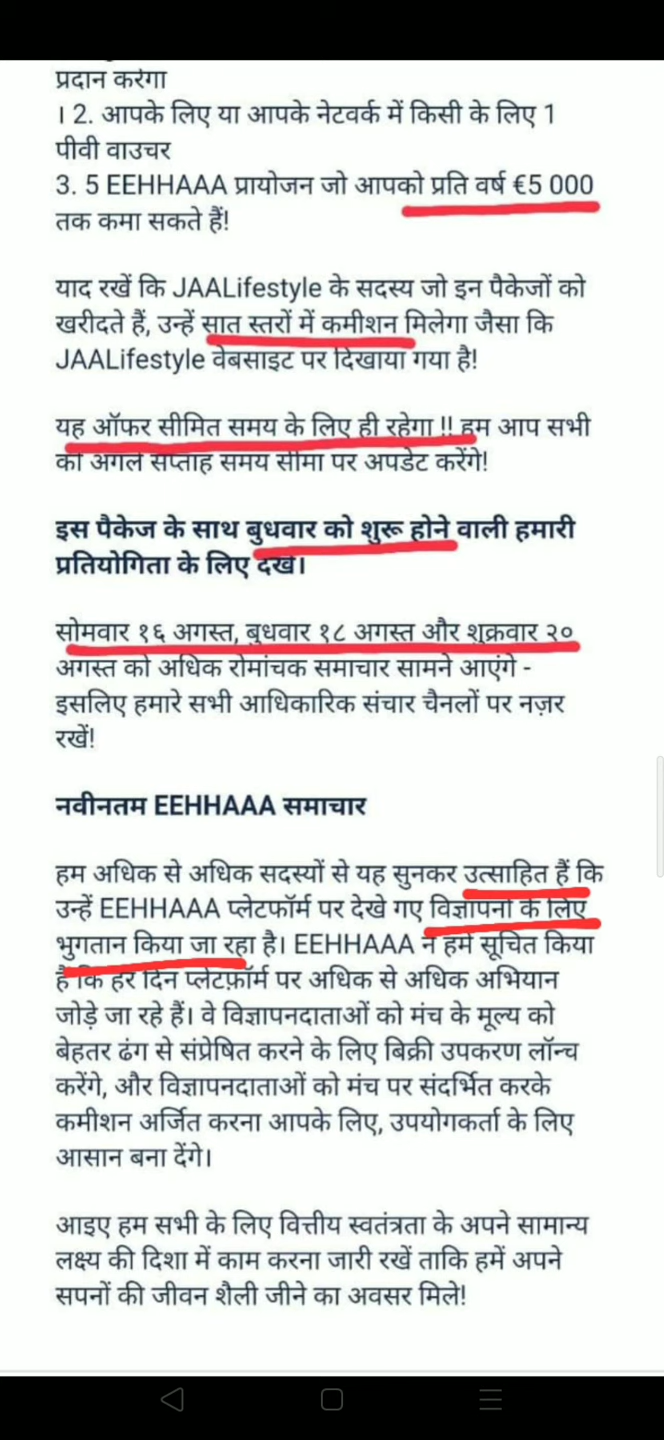 प्रदान करेगा
। 2. आपके लिए या आपके नेटवर्क में किसी के लिए 1
पीवी वाउचर
3. 5 EEHHAAA प्रायोजन जो आपको प्रति वर्ष €5 000
तक कमा सकते हैं!
याद रखें कि JAALifestyle के सदस्य जो इन पैकेजों को
खरीदते हैं, उन्हें सात स्तरों में कमीशन मिलेगा जैसा कि
JAALifestyle वेबसाइट पर दिखाया गया है!
यह ऑफर सीमित समय के लिए ही रहेगा !! हम आप सभी
को अगले सप्ताह समय सीमा पर अपडेट करेंगे!
इस पैकेज के साथ बुधवार को शुरू होने वाली हमारी
प्रतियोगिता के लिए देखें।
सोमवार १६ अगस्त, बुधवार १८ अगस्त और शुक्रवार २०
अगस्त को अधिक रोमांचक समाचार सामने आएंगे -
इसलिए हमारे सभी आधिकारिक संचार चैनलों पर नज़र
रखें!
नवीनतम EEHHAAA समाचार
हम अधिक से अधिक सदस्यों से यह सुनकर उत्साहित हैं कि
उन्हें EEHHAAA प्लेटफॉर्म पर देखे गए विज्ञापनों के लिए
भुगतान किया जा रहा है। EEHHAAA ने हमें सूचित किया
है कि हर दिन प्लेटफ़ॉर्म पर अधिक से अधिक अभियान
जोड़े जा रहे हैं। वे विज्ञापनदाताओं को मंच के मूल्य को
बेहतर ढंग से संप्रेषित करने के लिए बिक्री उपकरण लॉन्च
करेंगे, और विज्ञापनदाताओं को मंच पर संदर्भित करके
कमीशन अर्जित करना आपके लिए, उपयोगकर्ता के लिए
आसान बना देंगे।
आइए हम सभी के लिए वित्तीय स्वतंत्रता के अपने सामान्य
लक्ष्य की दिशा में काम करना जारी रखें ताकि हमें अपने
सपनों की जीवन शैली जीने का अवसर मिले!